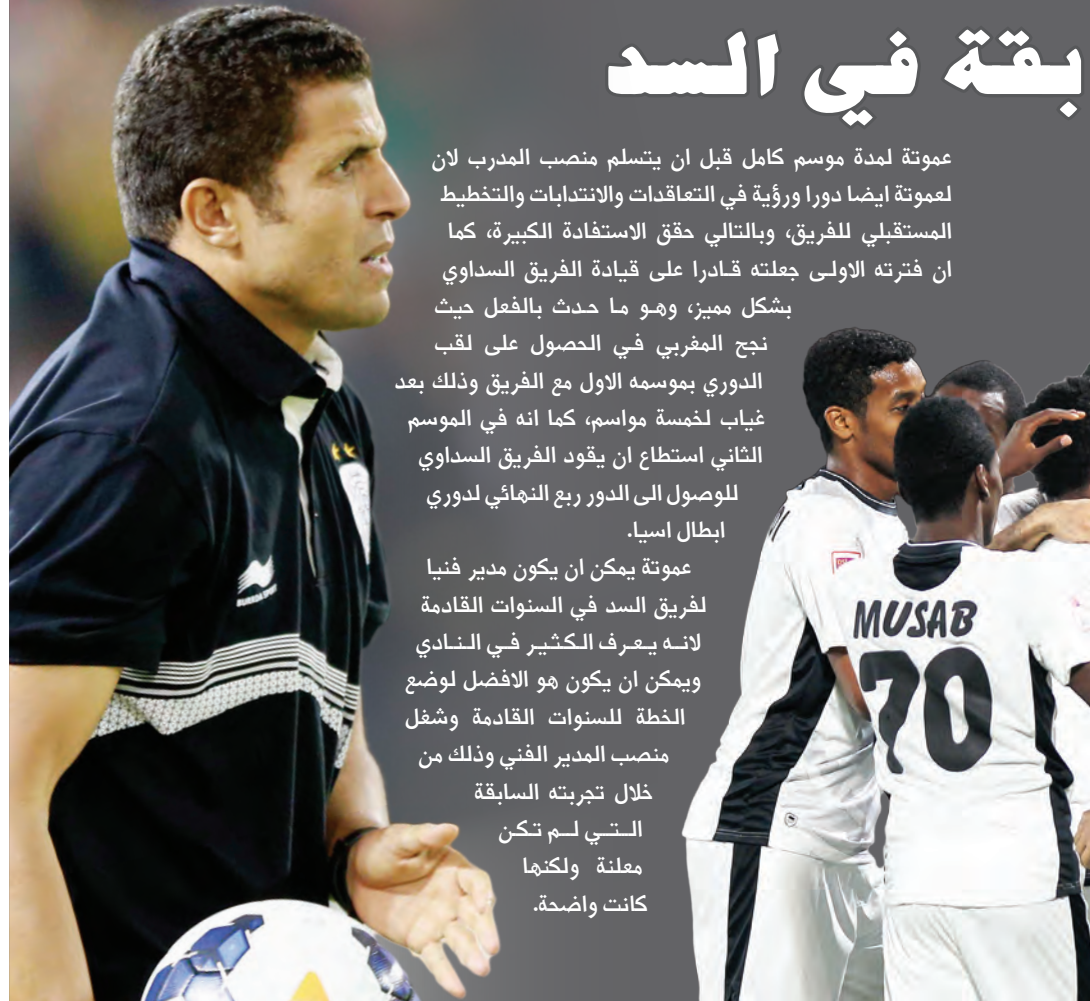 بقة في السد
عموتة لمدة موسم كامل قبل ان يتسلم منصب المدرب لان
لعموتة ايضا دورا ورؤية في التعاقدات والانتدابات والتخطيط
المستقبلي للفريق، وبالتالي حقق الاستفادة الكبيرة، كما
ان فترته الاولى جعلته قادرا على قيادة الفريق السداوي
بشكل مميز، وهو ما حدث بالفعل حيث
نجح المغربي في الحصول على لقب
الدوري بموسمه الاول مع الفريق وذلك بعد
غياب لخمسة مواسم، كما انه في الموسم
الثاني استطاع ان يقود الفريق السداوي
للوصول الى الدور ربع النهائي لدوري
ابطال اسيا.
عموتة يمكن ان يكون مدير فنيا
لفريق السد في السنوات القادمة
لانه يعرف الكثير في النادي
ويمكن ان يكون هو الافضل لوضع
الخطة للسنوات القادمة وشغل
منصب المدير الفني وذلك من
خلال تجربته السابقة
التي لم تكن
معلنة ولكنها
كانت واضحة.
BURRDA SPORT
MUSAB
70